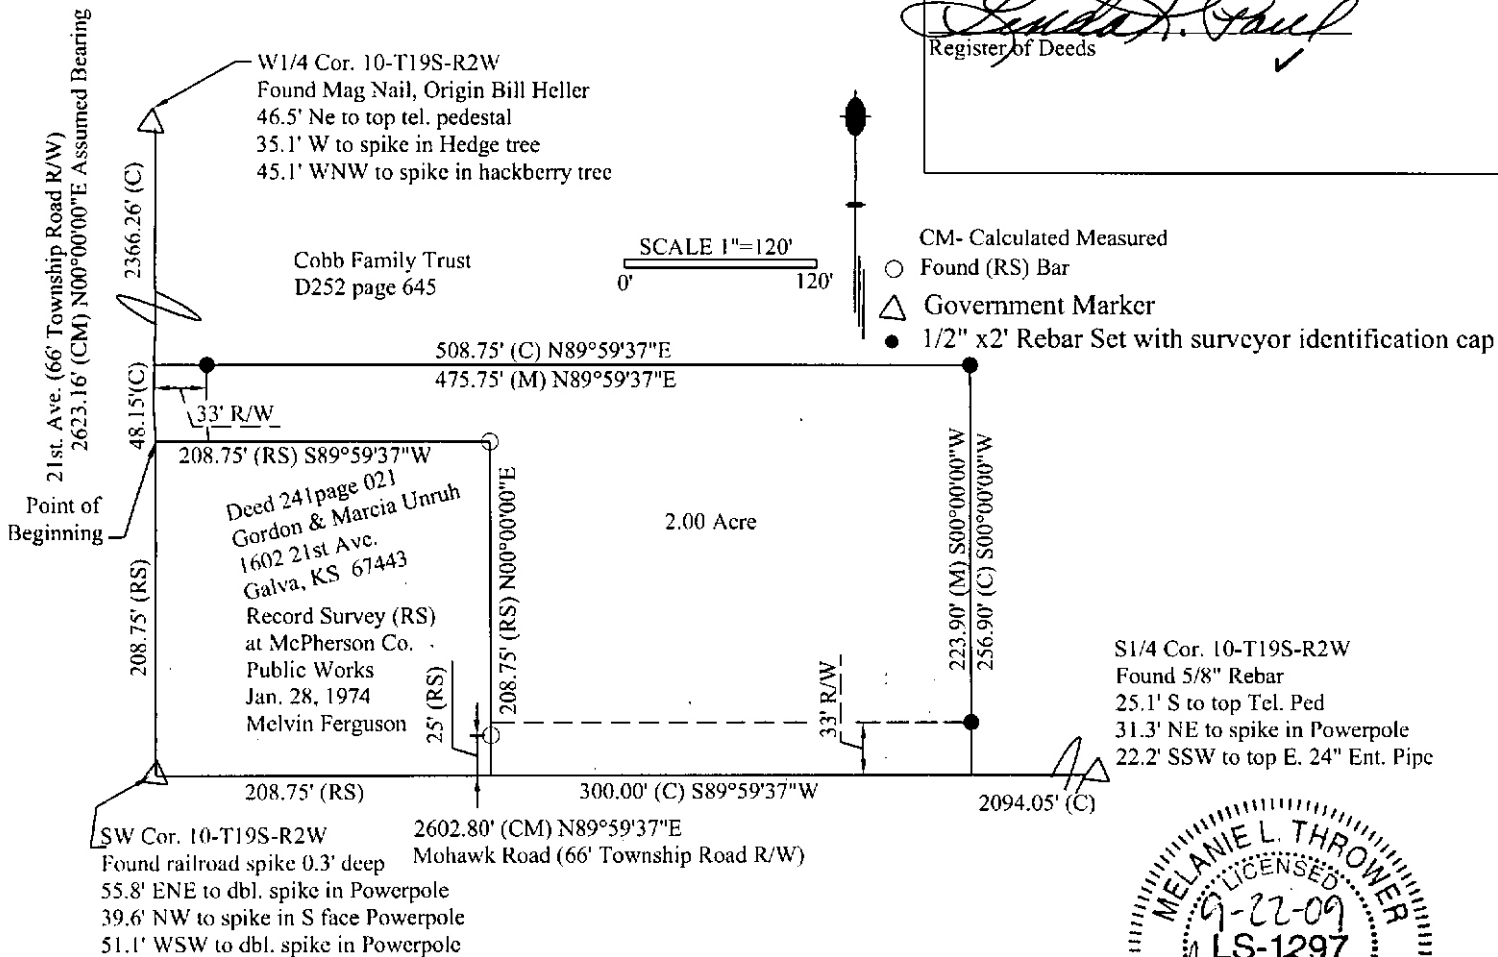 Linda K. Paul
Register of Deeds
W1/4 Cor. 10-T19S-R2W
Found Mag Nail, Origin Bill Heller
46.5' Ne to top tel. pedestal
35.1' W to spike in Hedge tree
45.1' WNW to spike in hackberry tree
21st. Ave. (66' Township Road R/W)
2623.16' (CM) N00°00'00"E Assumed Bearing
2366.26' (C)
Cobb Family Trust
D252 page 645
SCALE 1"=120'
0' 120'
CM- Calculated Measured
Found (RS) Bar
Government Marker
1/2" x2' Rebar Set with surveyor identification cap
508.75' (C) N89°59'37"E
475.75' (M) N89°59'37"E
48.15'(C)
33' R/W
208.75' (RS) S89°59'37"W
Point of
Beginning
Deed 241page 021
Gordon & Marcia Unruh
1602 21st Ave.
Galva, KS 67443
Record Survey (RS)
at McPherson Co.
Public Works
Jan. 28, 1974
Melvin Ferguson
208.75' (RS)
25' (RS)
208.75' (RS) N00°00'00"E
2.00 Acre
33' R/W
223.90' (M) S00°00'00"W
256.90' (C) S00°00'00"W
S1/4 Cor. 10-T19S-R2W
Found 5/8" Rebar
25.1' S to top Tel. Ped
31.3' NE to spike in Powerpole
22.2' SSW to top E. 24" Ent. Pipe
208.75' (RS)
300.00' (C) S89°59'37"W
2094.05' (C)
2602.80' (CM) N89°59'37"E
Mohawk Road (66' Township Road R/W)
SW Cor. 10-T19S-R2W
Found railroad spike 0.3' deep
55.8' ENE to dbl. spike in Powerpole
39.6' NW to spike in S face Powerpole
51.1' WSW to dbl. spike in Powerpole
MELANIE L. THROWER
LICENSED
9-22-09
LS-1297